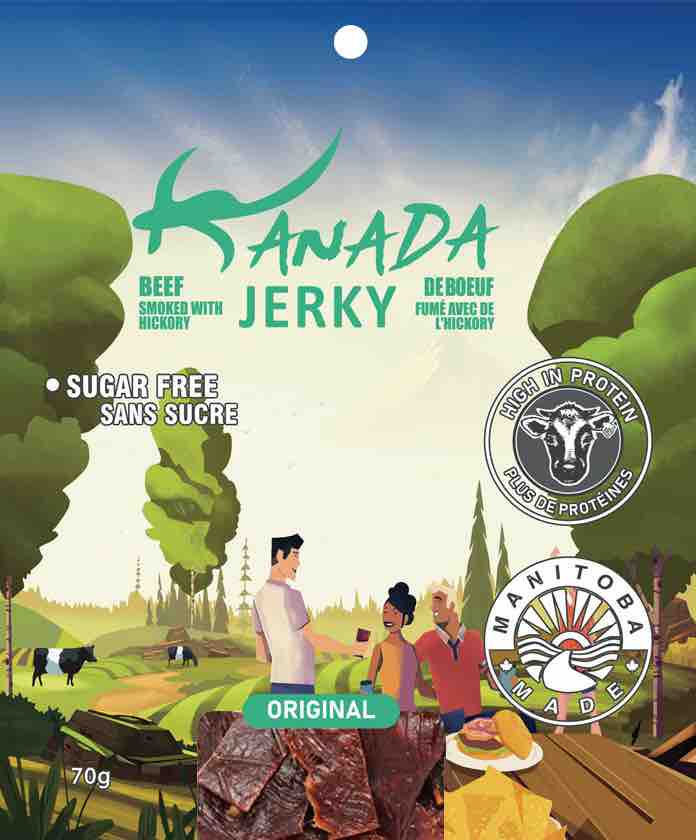 KANADA
BEEF
SMOKED WITH
HICKORY
JERKY
DE BOEUF
FUMÉ AVEC DE
L'HICKORY
• SUGAR FREE
SANS SUCRE
HIGH IN PROTEIN
PLUS DE PROTÉINES
MANITOBA
MADE
ORIGINAL
70g